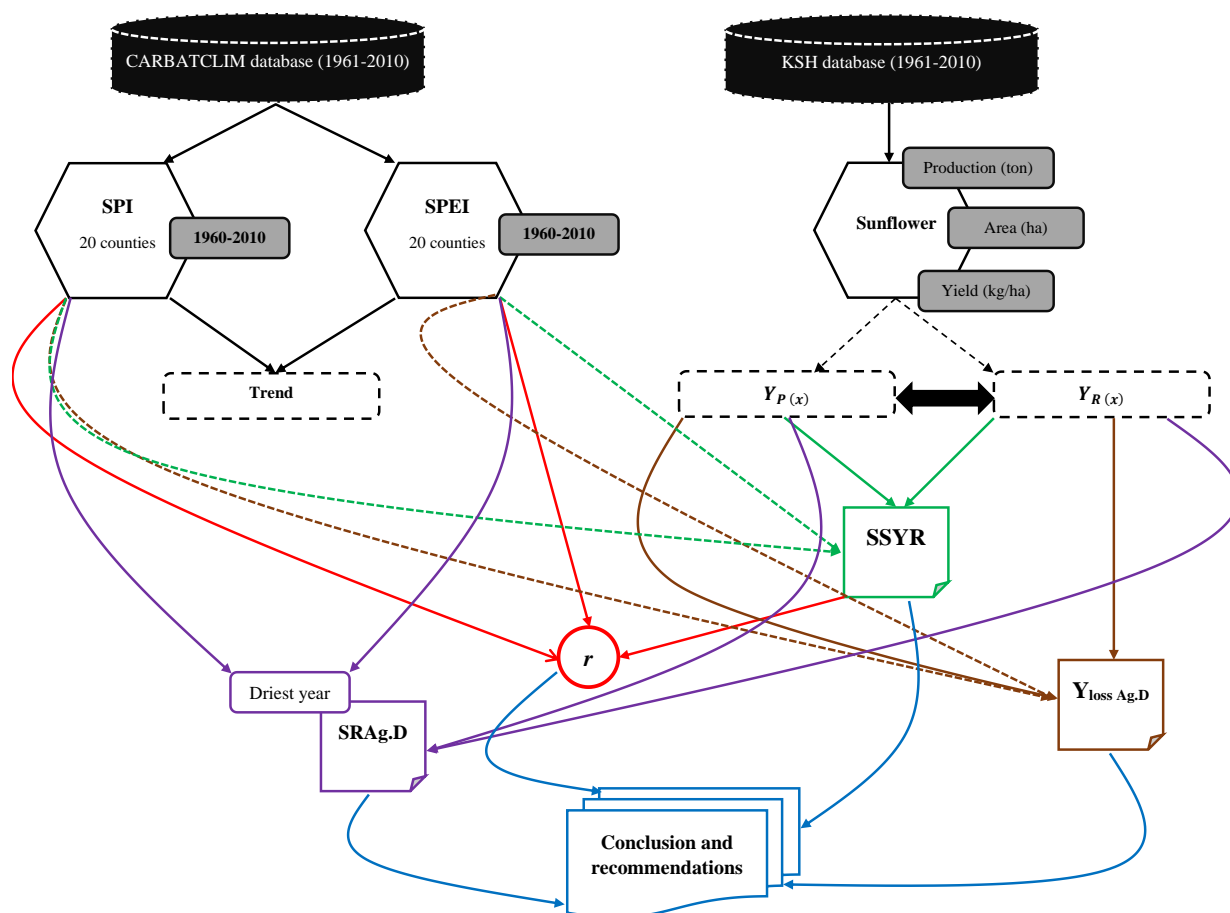 CARBATCLIM database (1961-2010)
KSH database (1961-2010)
SPI
20 counties
1960-2010
SPEI
20 counties
1960-2010
Sunflower
Production (ton)
Area (ha)
Yield (kg/ha)
Trend
Y P (x)
Y R (x)
SSYR
r
Driest year
SRAg.D
Y loss Ag.D
Conclusion and
recommendations